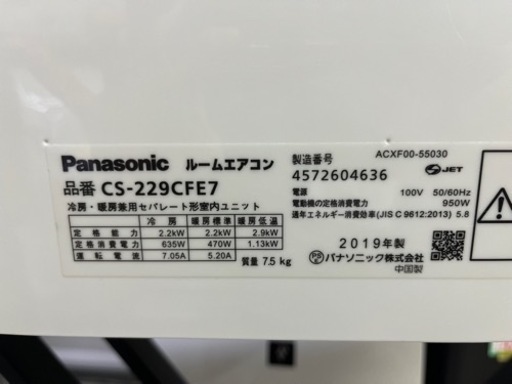 Panasonic ルームエアコン
品番 CS-229CFE7
冷房・暖房兼用セパレート形室内ユニット
冷房 暖房標準 暖房低温
定格能力 2.2kW 2.2kW 2.9kW
定格消費電力 635W 470W 1.13kW
運転電流 7.05A 5.20A
質量 7.5 kg
ACXF00-55030
製造番号
4572604636
JET
電源 100V 50/60Hz
電動機の定格消費電力 950W
通年エネルギー消費効率(JIS C 9612:2013) 5.8
2019年製
パナソニック株式会社
中国製